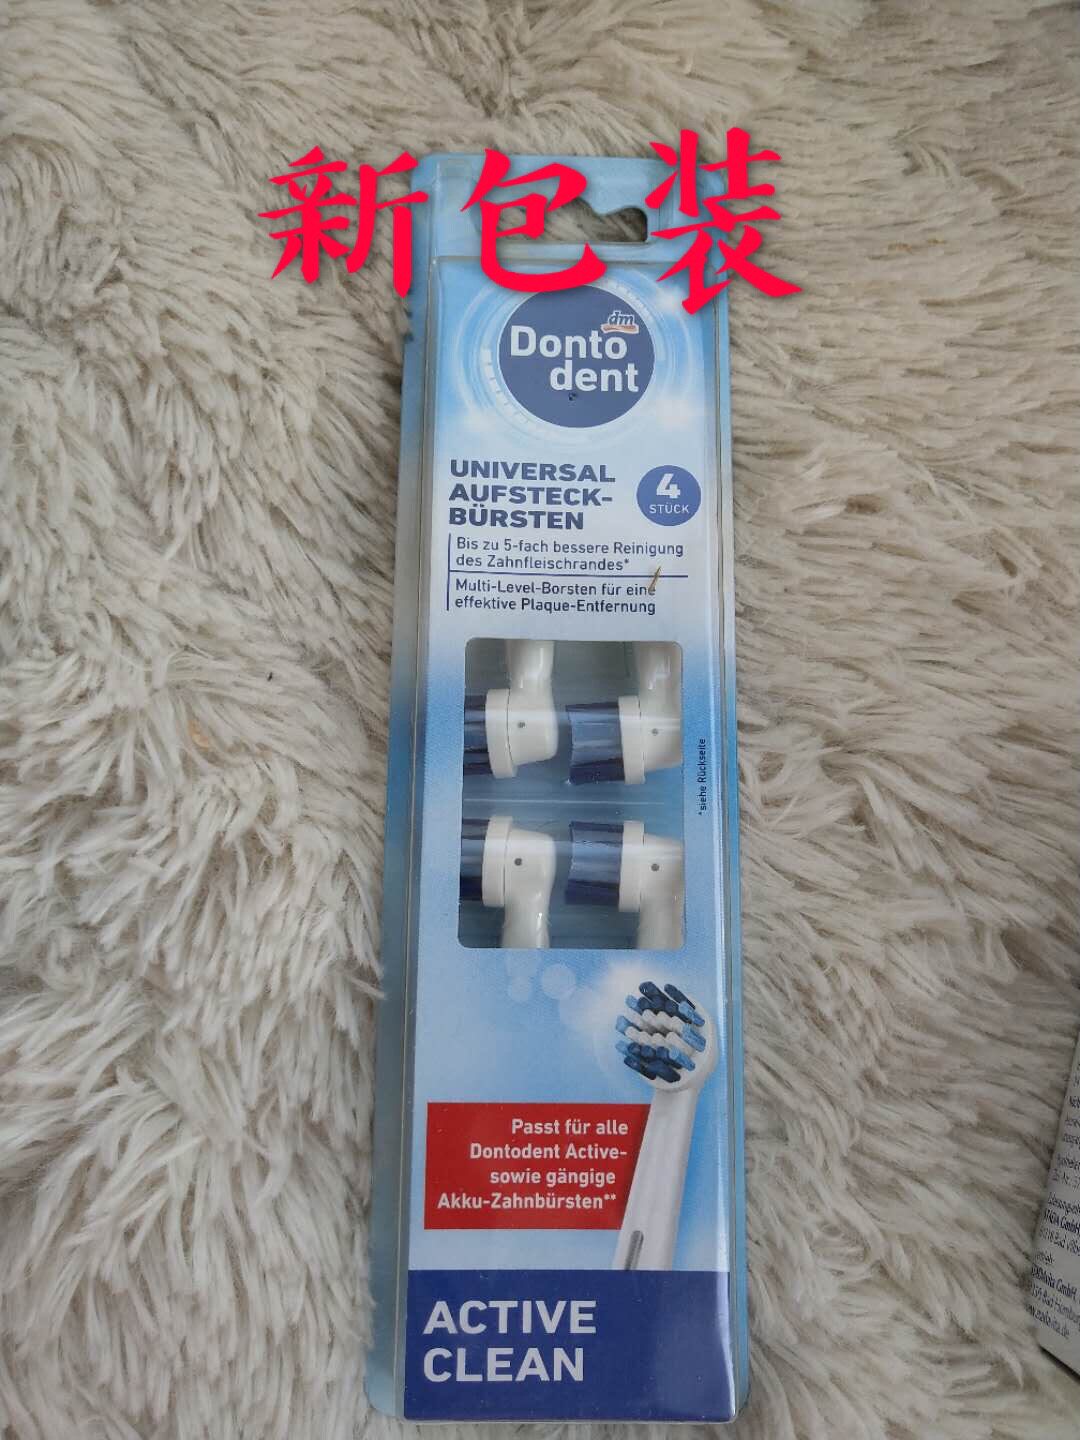 新包装
dm
Donto
dent
UNIVERSAL
AUFSTECK-
BÜRSTEN
4
STÜCK
Bis zu 5-fach bessere Reinigung
des Zahnfleischrandes*
Multi-Level-Borsten für eine
effektive Plaque-Entfernung
*siehe Rückseite
Passt für alle
Dontodent Active-
sowie gängige
Akku-Zahnbürsten**
ACTIVE
CLEAN